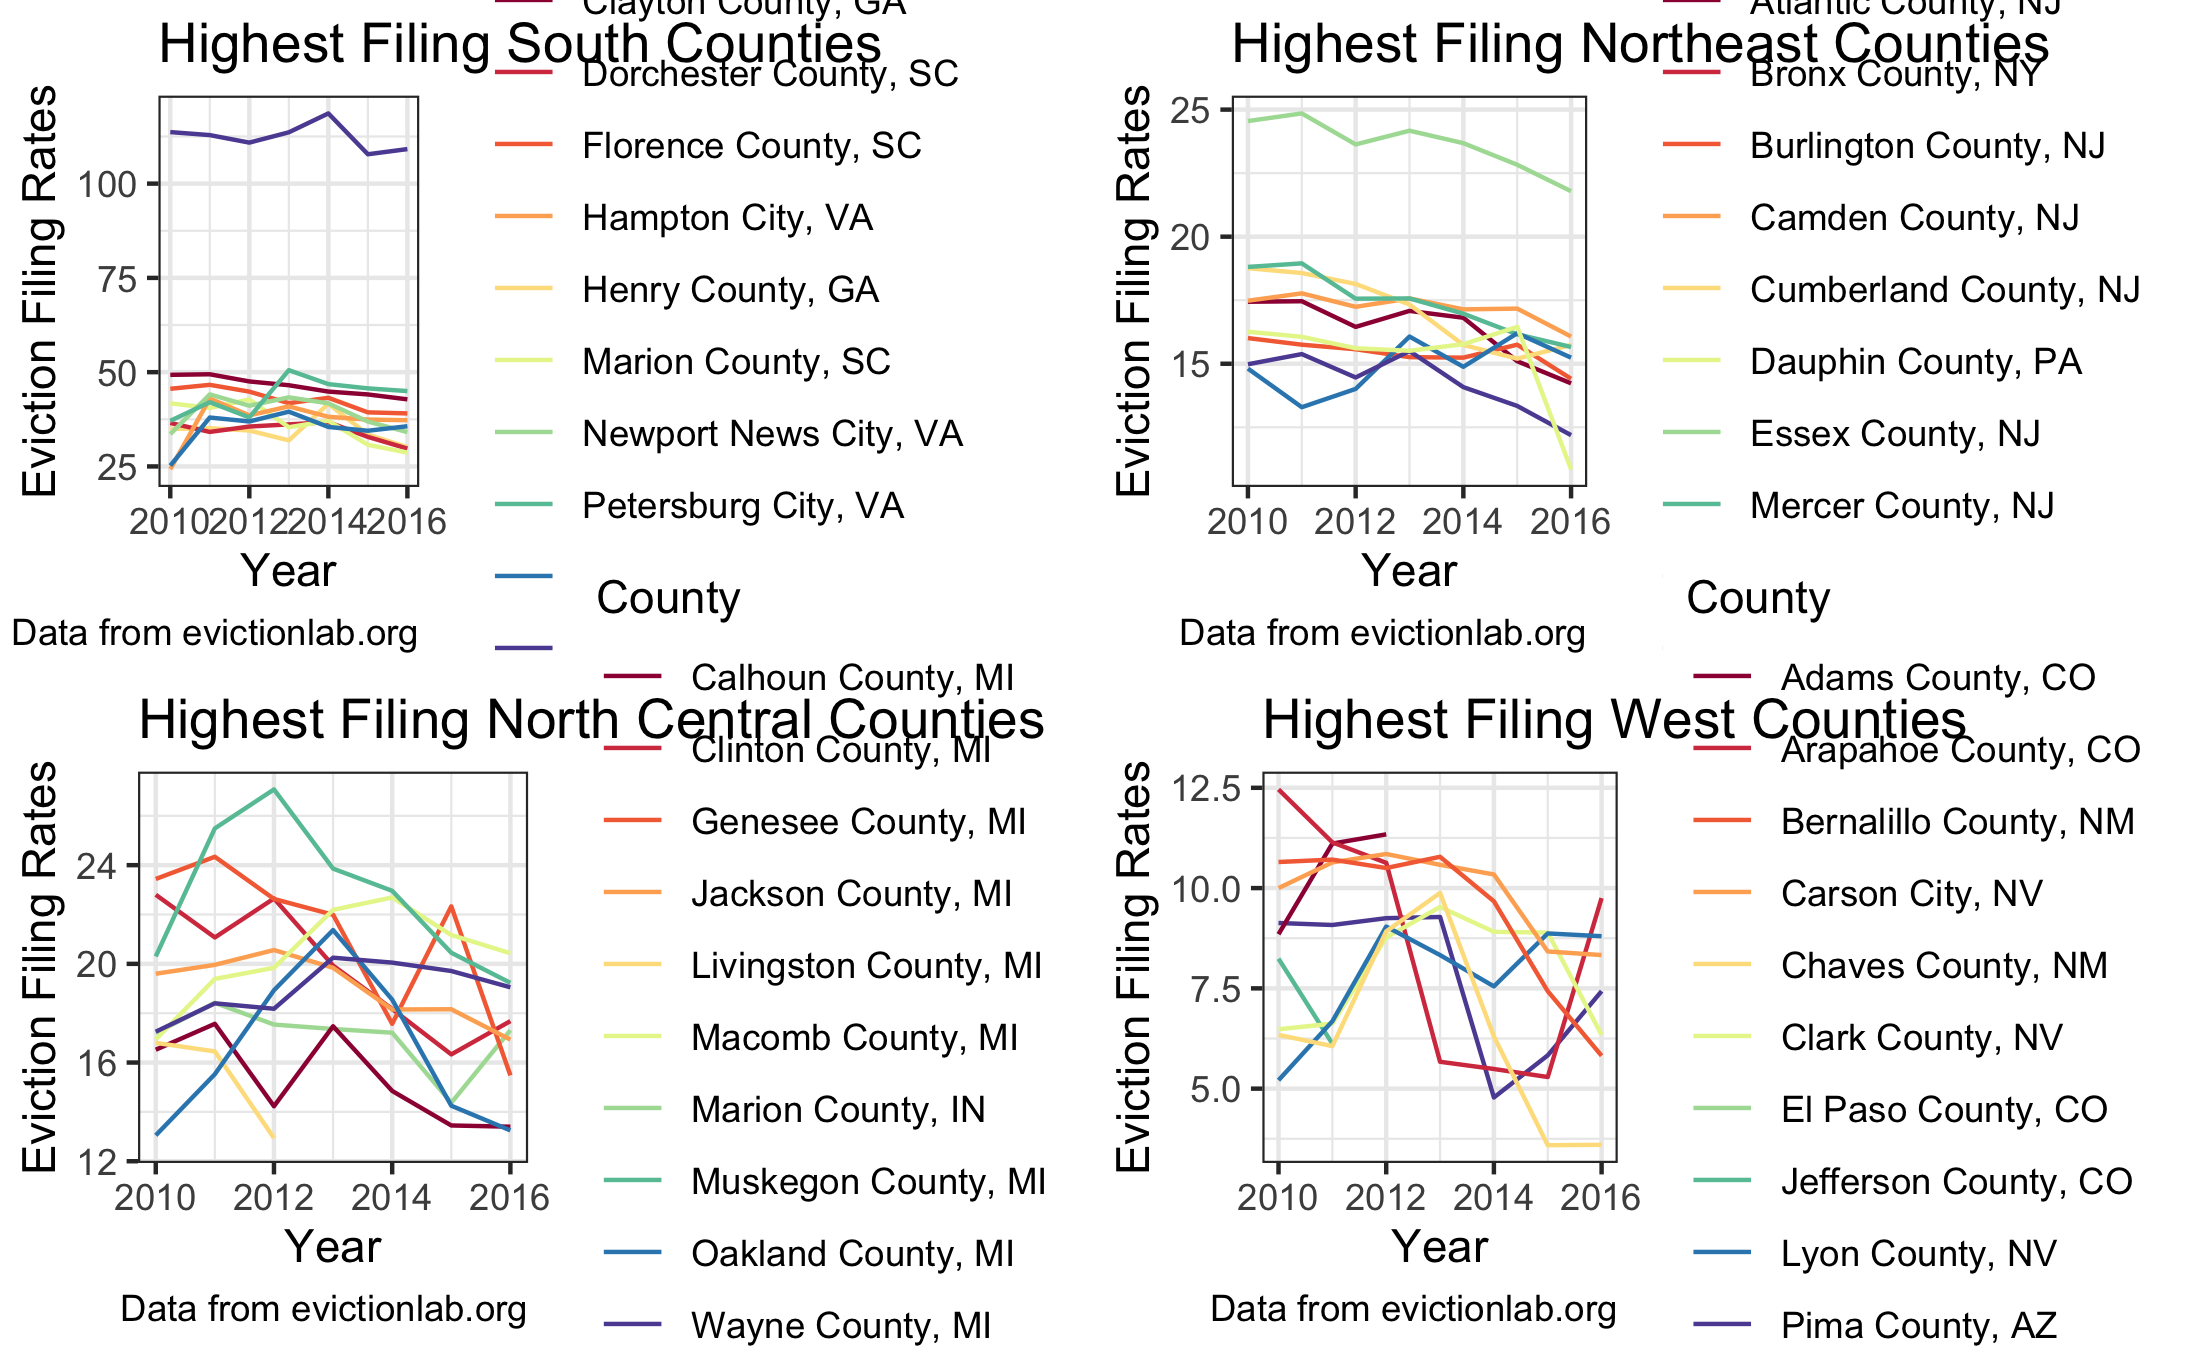 Clayton County, GA
Highest Filing South Counties
Dorchester County, SC
Florence County, SC
Hampton City, VA
Henry County, GA
Marion County, SC
Newport News City, VA
Petersburg City, VA
Eviction Filing Rates
100
75
50
25
2010 2012 2014 2016
Year
Data from evictionlab.org
Atlantic County, NJ
Highest Filing Northeast Counties
Bronx County, NY
Burlington County, NJ
Camden County, NJ
Cumberland County, NJ
Dauphin County, PA
Essex County, NJ
Mercer County, NJ
Eviction Filing Rates
25
20
15
2010 2012 2014 2016
Year
Data from evictionlab.org
County
Calhoun County, MI
Highest Filing North Central Counties
Clinton County, MI
Genesee County, MI
Jackson County, MI
Livingston County, MI
Macomb County, MI
Marion County, IN
Muskegon County, MI
Oakland County, MI
Wayne County, MI
Eviction Filing Rates
24
20
16
12
2010 2012 2014 2016
Year
Data from evictionlab.org
County
Adams County, CO
Highest Filing West Counties
Arapahoe County, CO
Bernalillo County, NM
Carson City, NV
Chaves County, NM
Clark County, NV
El Paso County, CO
Jefferson County, CO
Lyon County, NV
Pima County, AZ
Eviction Filing Rates
12.5
10.0
7.5
5.0
2010 2012 2014 2016
Year
Data from evictionlab.org